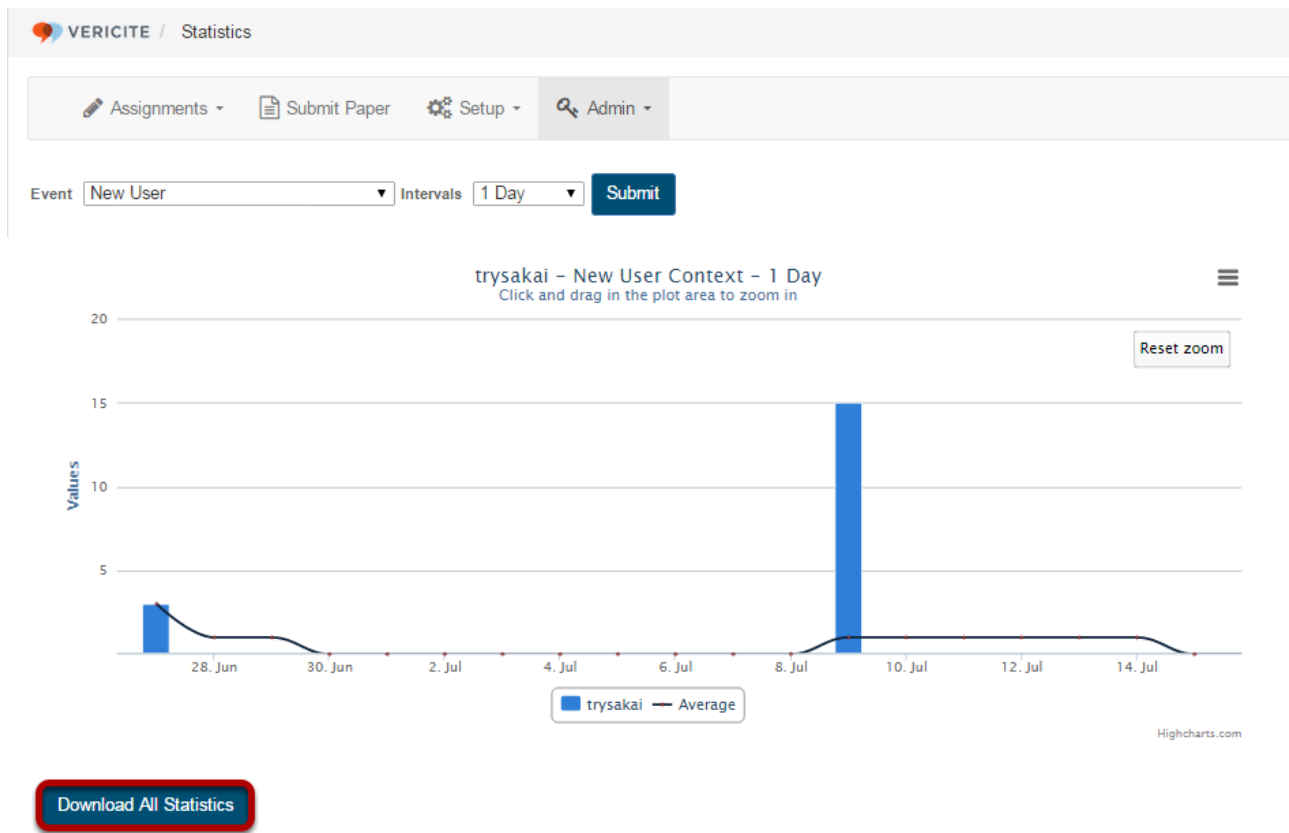 VERICITE / Statistics
Assignments Submit Paper Setup Admin
Event New User Intervals 1 Day Submit
trysakai – New User Context – 1 Day
Click and drag in the plot area to zoom in
Reset zoom
20
15
10
5
Values
28. Jun 30. Jun 2. Jul 4. Jul 6. Jul 8. Jul 10. Jul 12. Jul 14. Jul
trysakai Average
Highcharts.com
Download All Statistics